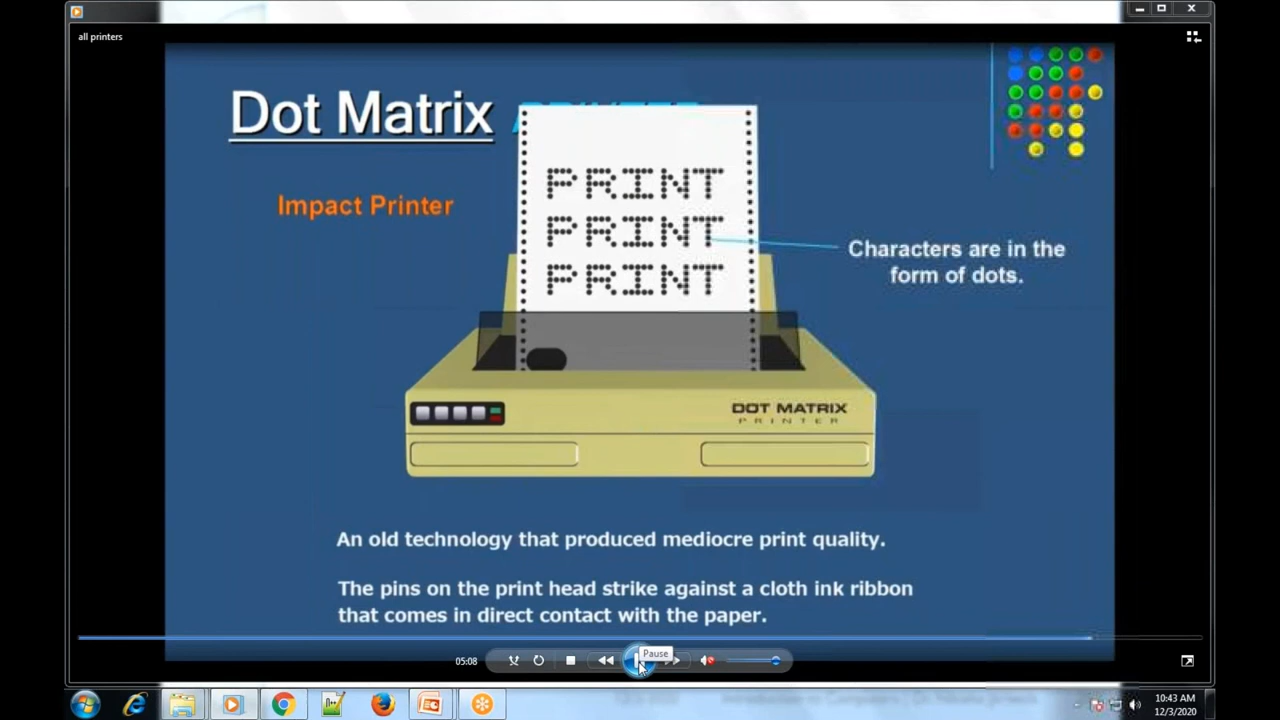 all printers
Dot Matrix
Impact Printer
PRINT
PRINT
PRINT
Characters are in the
form of dots.
DOT MATRIX
PRINTER
An old technology that produced mediocre print quality.
The pins on the print head strike against a cloth ink ribbon
that comes in direct contact with the paper.
05:08
Pause
10:43 AM
12/3/2020